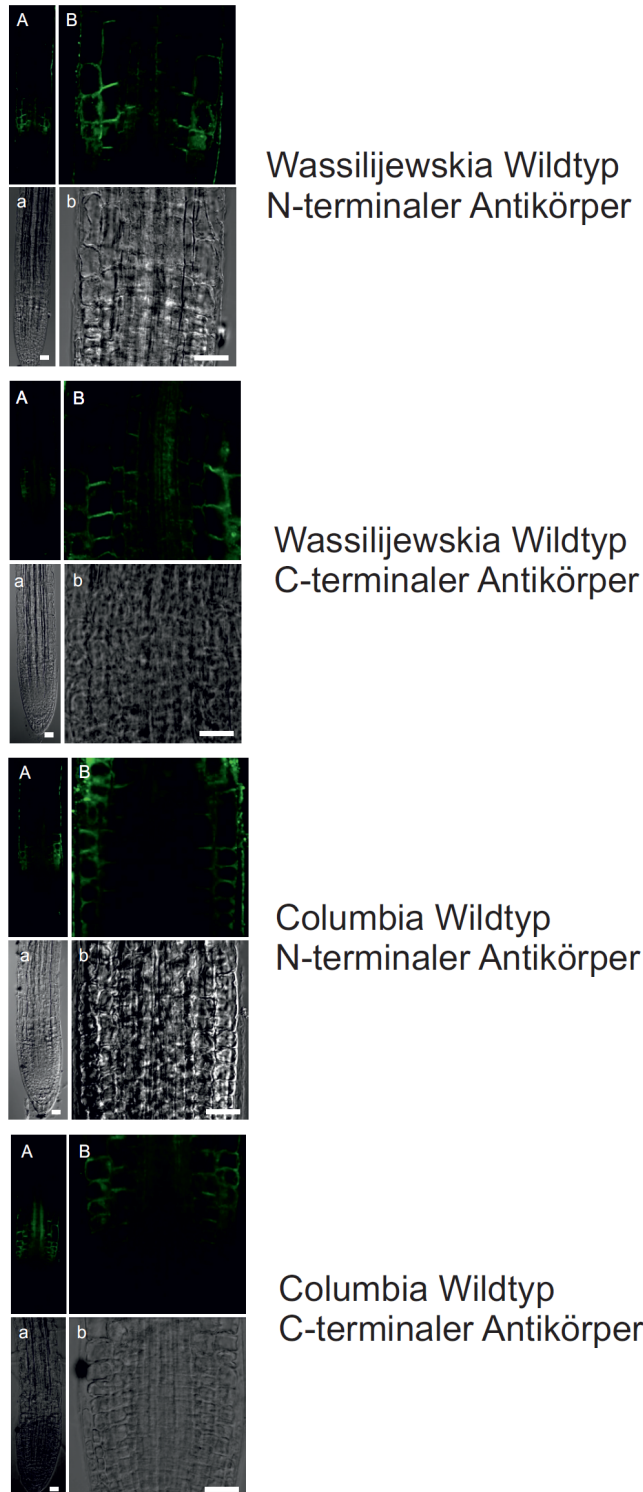 A B
a b
Wassilijewskia Wildtyp
N-terminaler Antikörper
A B
a b
Wassilijewskia Wildtyp
C-terminaler Antikörper
A B
a b
Columbia Wildtyp
N-terminaler Antikörper
A B
a b
Columbia Wildtyp
C-terminaler Antikörper